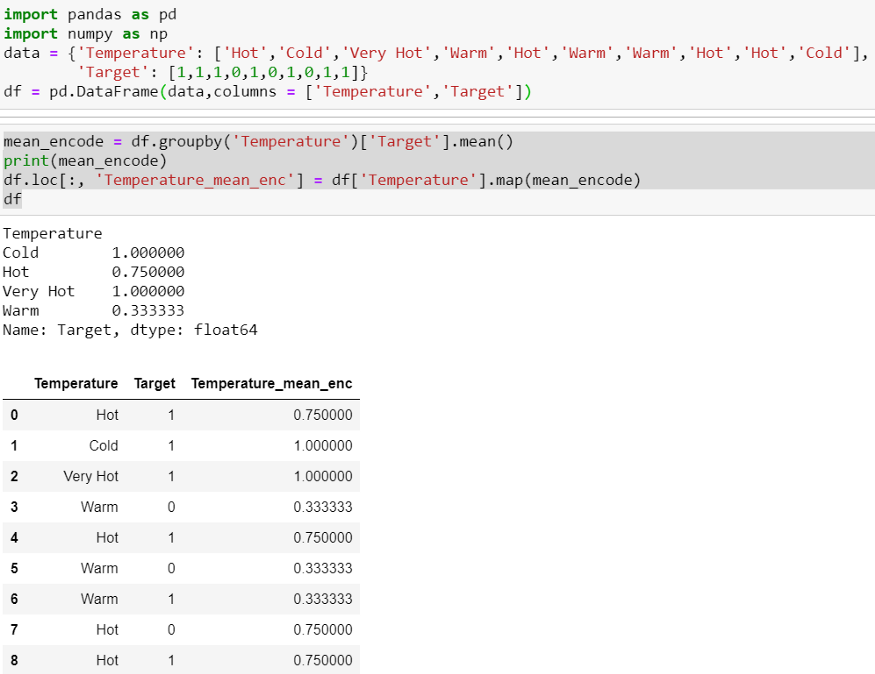 import pandas as pd
import numpy as np
data = {'Temperature': ['Hot','Cold','Very Hot','Warm','Hot','Warm','Warm','Hot','Hot','Cold'],
        'Target': [1,1,1,0,1,0,1,0,1,1]}
df = pd.DataFrame(data,columns = ['Temperature','Target'])
mean_encode = df.groupby('Temperature')['Target'].mean()
print(mean_encode)
df.loc[:, 'Temperature_mean_enc'] = df['Temperature'].map(mean_encode)
df
Temperature
Cold        1.000000
Hot         0.750000
Very Hot    1.000000
Warm        0.333333
Name: Target, dtype: float64
Temperature Target Temperature_mean_enc
0 Hot 1 0.750000
1 Cold 1 1.000000
2 Very Hot 1 1.000000
3 Warm 0 0.333333
4 Hot 1 0.750000
5 Warm 0 0.333333
6 Warm 1 0.333333
7 Hot 0 0.750000
8 Hot 1 0.750000